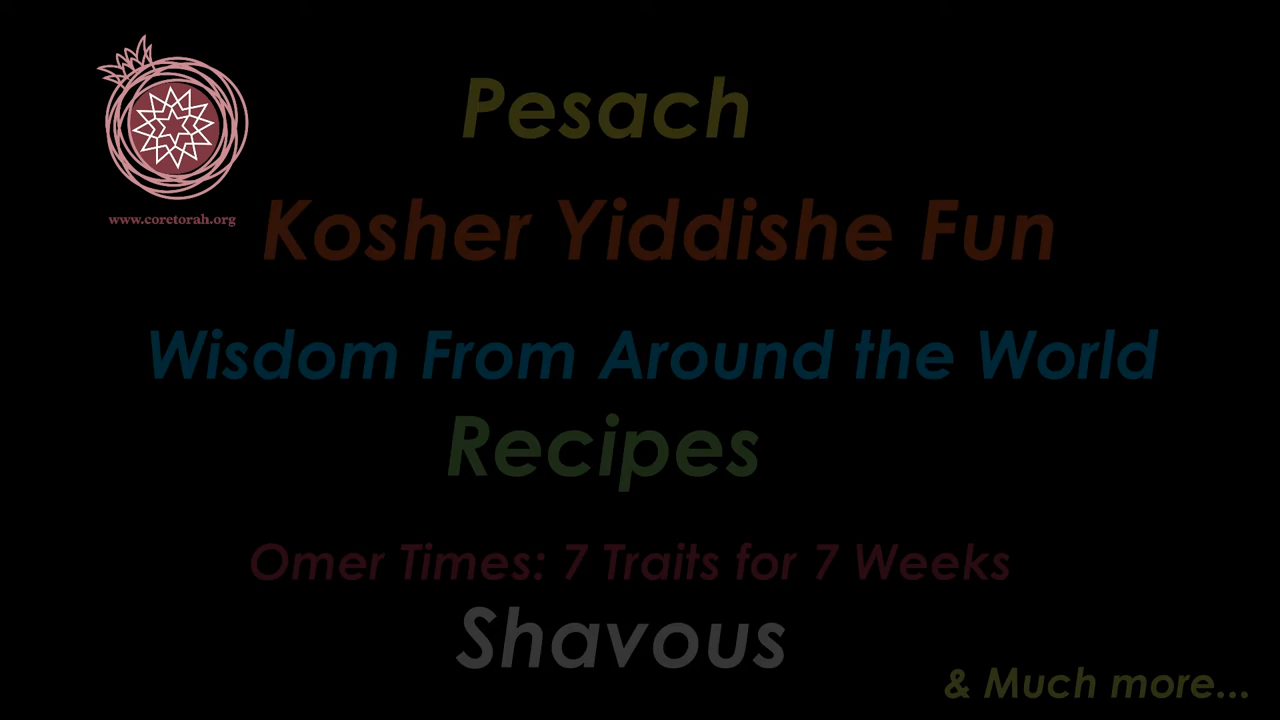 Pesach
www.coretorah.org
Kosher Yiddishe Fun
Wisdom From Around the World
Recipes
Omer Times: 7 Traits for 7 Weeks
Shavous
& Much more...